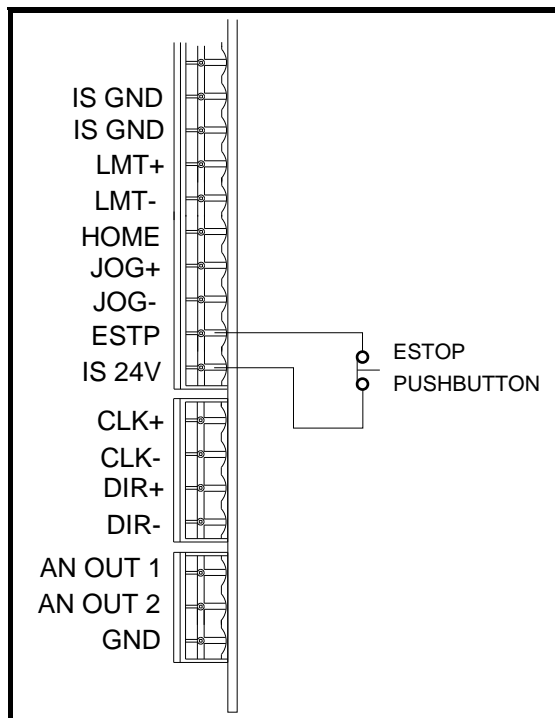 IS GND
IS GND
LMT+
LMT-
HOME
JOG+
JOG-
ESTP
IS 24V
ESTOP
PUSHBUTTON
CLK+
CLK-
DIR+
DIR-
AN OUT 1
AN OUT 2
GND